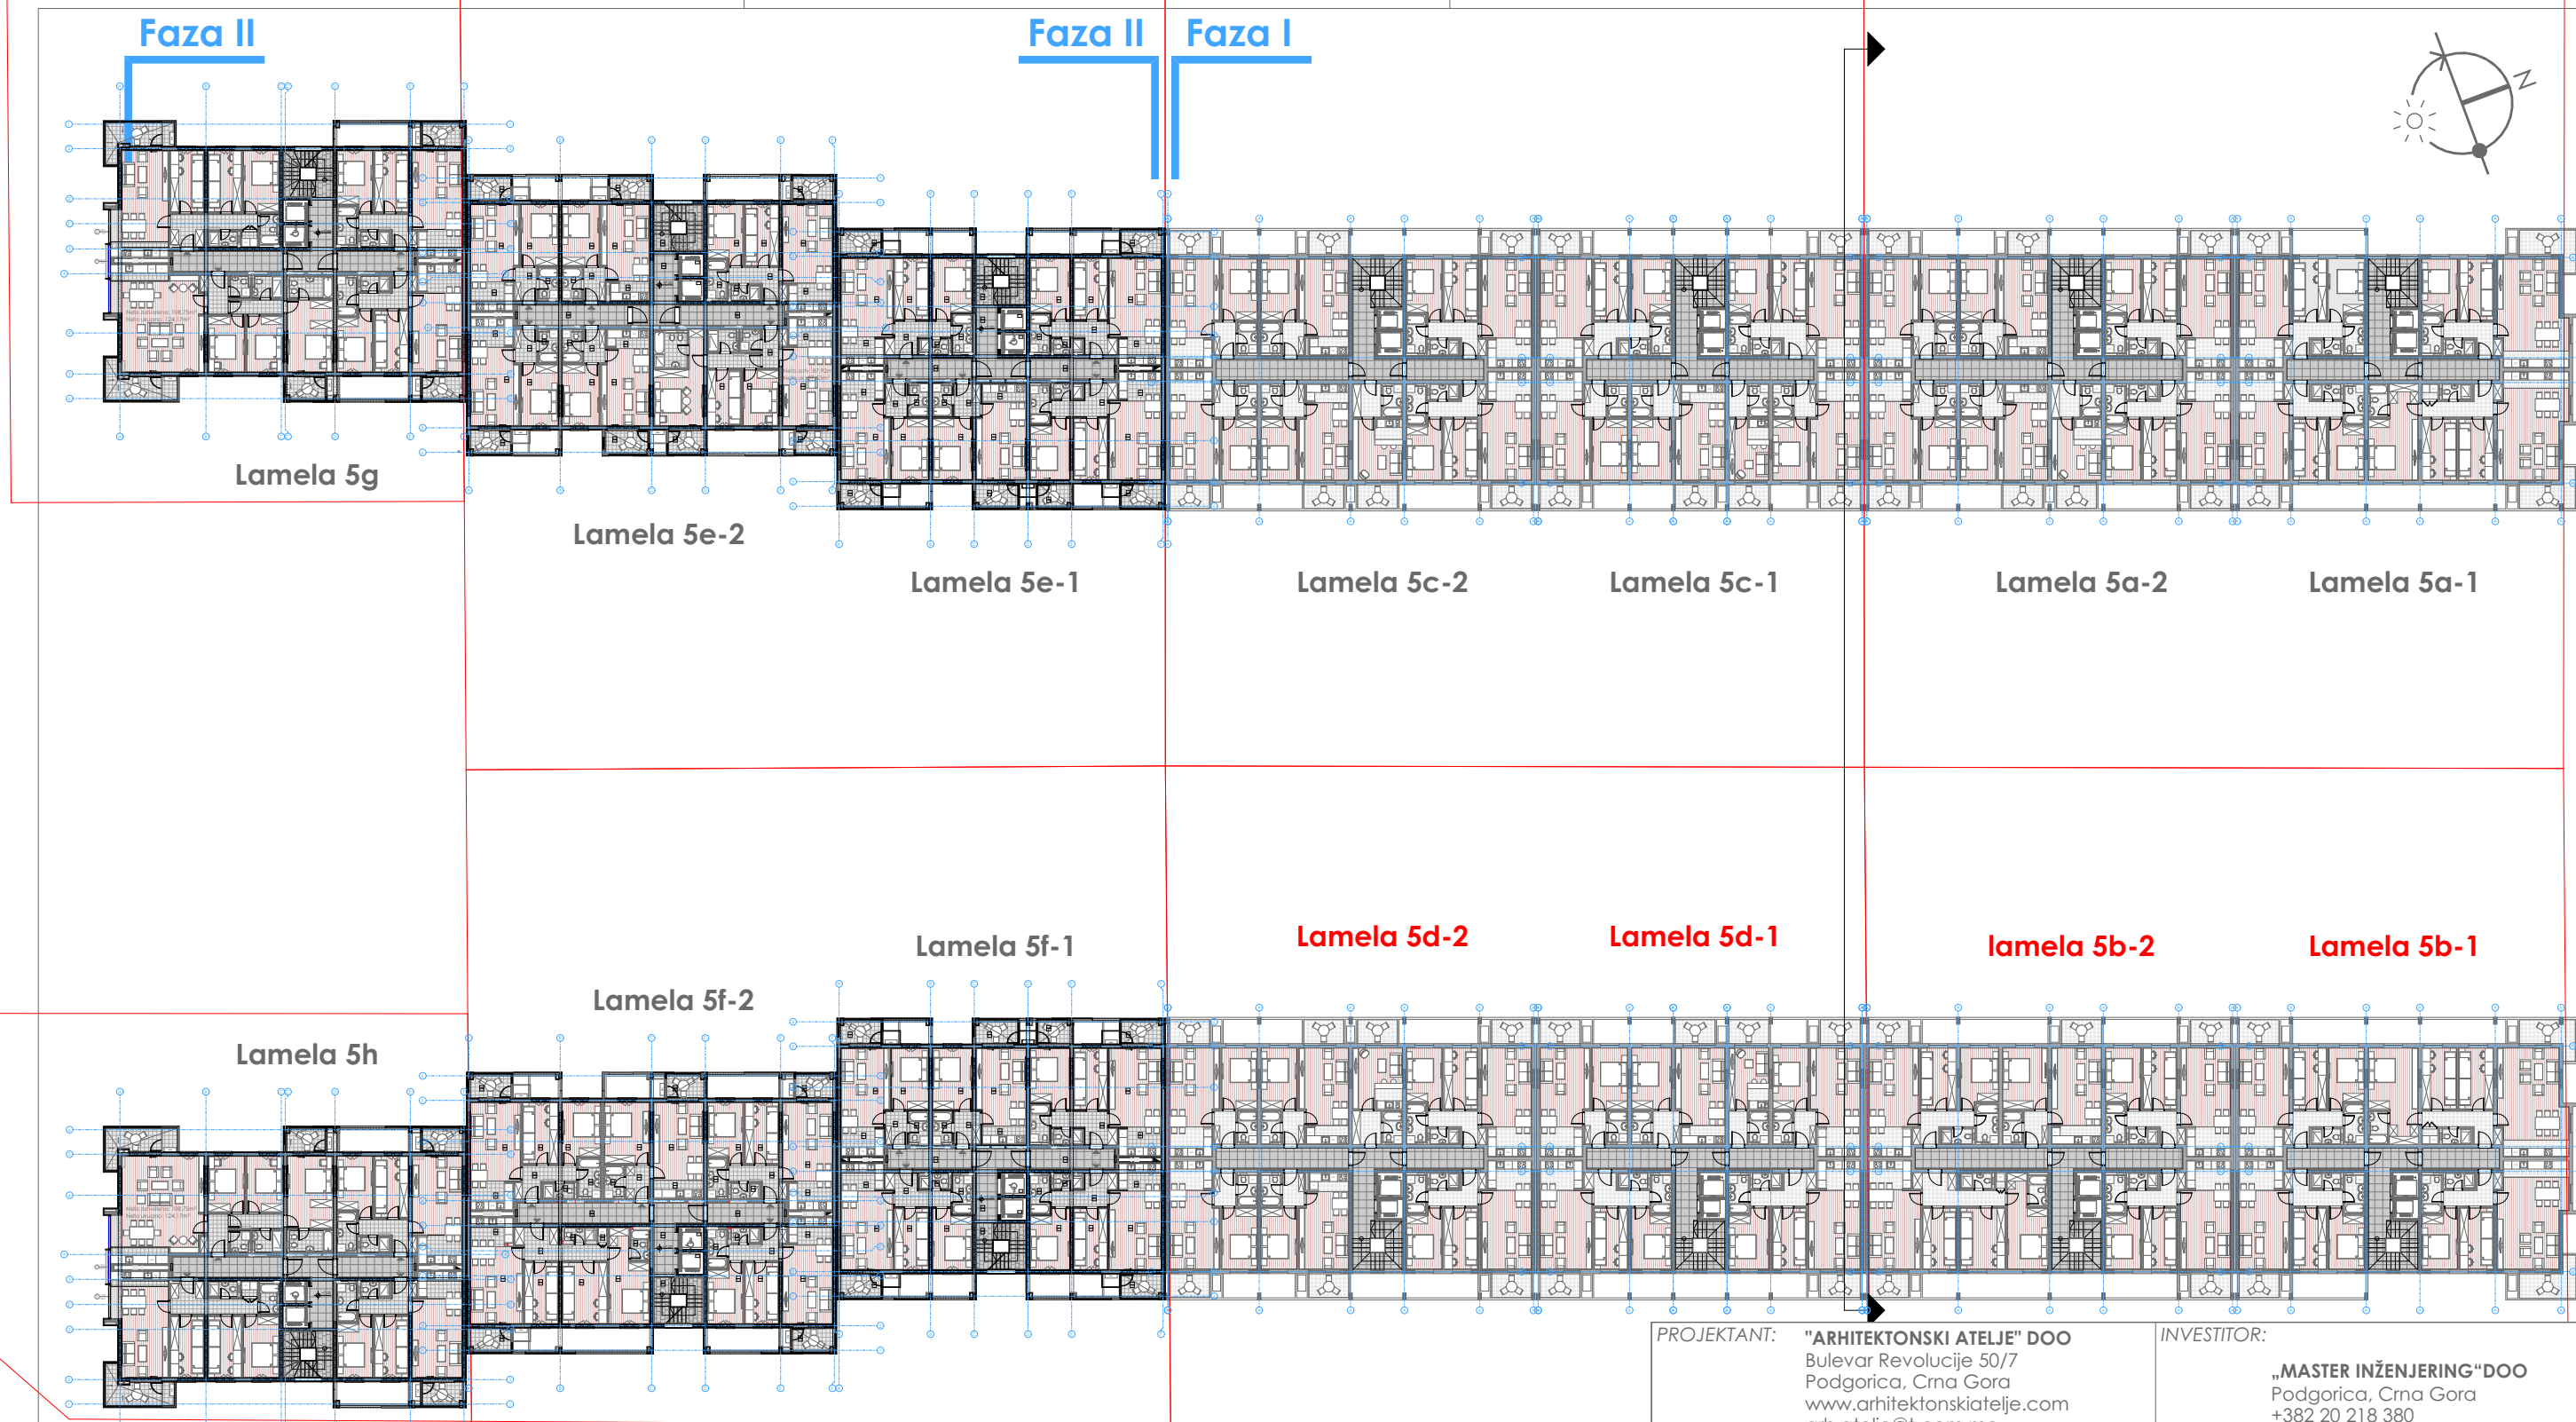 Faza II
Faza II
Faza I
N
Lamela 5g
Lamela 5e-2
Lamela 5e-1
Lamela 5c-2
Lamela 5c-1
Lamela 5a-2
Lamela 5a-1
Lamela 5f-1
Lamela 5d-2
Lamela 5d-1
lamela 5b-2
Lamela 5b-1
Lamela 5f-2
Lamela 5h
PROJEKTANT:
"ARHITEKTONSKI ATELJE" DOO
Bulevar Revolucije 50/7
Podgorica, Crna Gora
www.arhitektonskiatelje.com
INVESTITOR:
„MASTER INŽENJERING“DOO
Podgorica, Crna Gora
+382 20 218 380